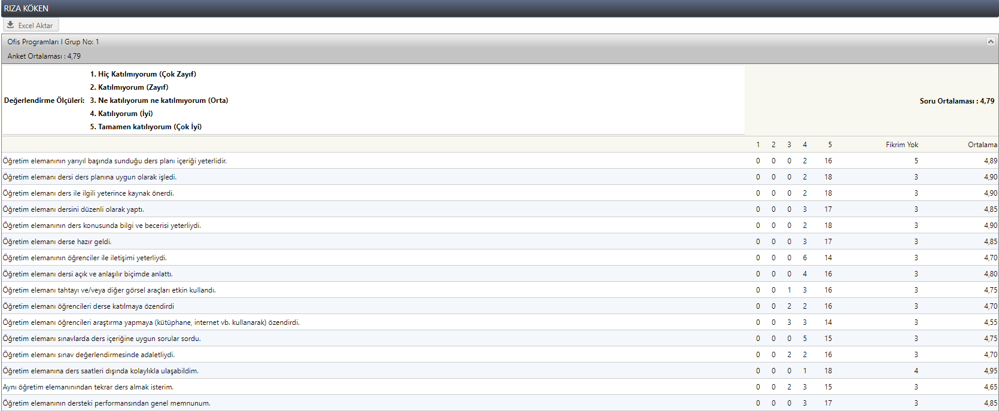 RIZA KÖKEN
Excel Aktar
Ofis Programları I Grup No: 1
Anket Ortalaması : 4,79
Değerlendirme Ölçüleri:
1. Hiç Katılmıyorum (Çok Zayıf)
2. Katılmıyorum (Zayıf)
3. Ne katılıyorum ne katılmıyorum (Orta)
4. Katılıyorum (İyi)
5. Tamamen katılıyorum (Çok İyi)
Soru Ortalaması : 4,79
1 2 3 4 5 Fikrim Yok Ortalama
Öğretim elemanının yarıyıl başında sunduğu ders planı içeriği yeterlidir. 0 0 0 2 16 5 4,89
Öğretim elemanı dersi ders planına uygun olarak işledi. 0 0 0 2 18 3 4,90
Öğretim elemanı ders ile ilgili yeterince kaynak önerdi. 0 0 0 2 18 3 4,90
Öğretim elemanı dersini düzenli olarak yaptı. 0 0 0 3 17 3 4,85
Öğretim elemanının ders konusunda bilgi ve becerisi yeterliydi. 0 0 0 2 18 3 4,90
Öğretim elemanı derse hazır geldi. 0 0 0 3 17 3 4,85
Öğretim elemanının öğrenciler ile iletişimi yeterliydi. 0 0 0 6 14 3 4,70
Öğretim elemanı dersi açık ve anlaşılır biçimde anlattı. 0 0 0 4 16 3 4,80
Öğretim elemanı tahtayı ve/veya diğer görsel araçları etkin kullandı. 0 0 1 3 16 3 4,75
Öğretim elemanı öğrencileri derse katılmaya özendirdi 0 0 2 2 16 3 4,70
Öğretim elemanı öğrencileri araştırma yapmaya (kütüphane, internet vb. kullanarak) özendirdi. 0 0 3 3 14 3 4,55
Öğretim elemanı sınavlarda ders içeriğine uygun sorular sordu. 0 0 0 5 15 3 4,75
Öğretim elemanı sınav değerlendirmesinde adaletliydi. 0 0 2 2 16 3 4,70
Öğretim elemanına ders saatleri dışında kolaylıkla ulaşabildim. 0 0 0 1 18 4 4,95
Aynı öğretim elemanınından tekrar ders almak isterim. 0 0 2 3 15 3 4,65
Öğretim elemanının dersteki performansından genel memnunum. 0 0 0 3 17 3 4,85